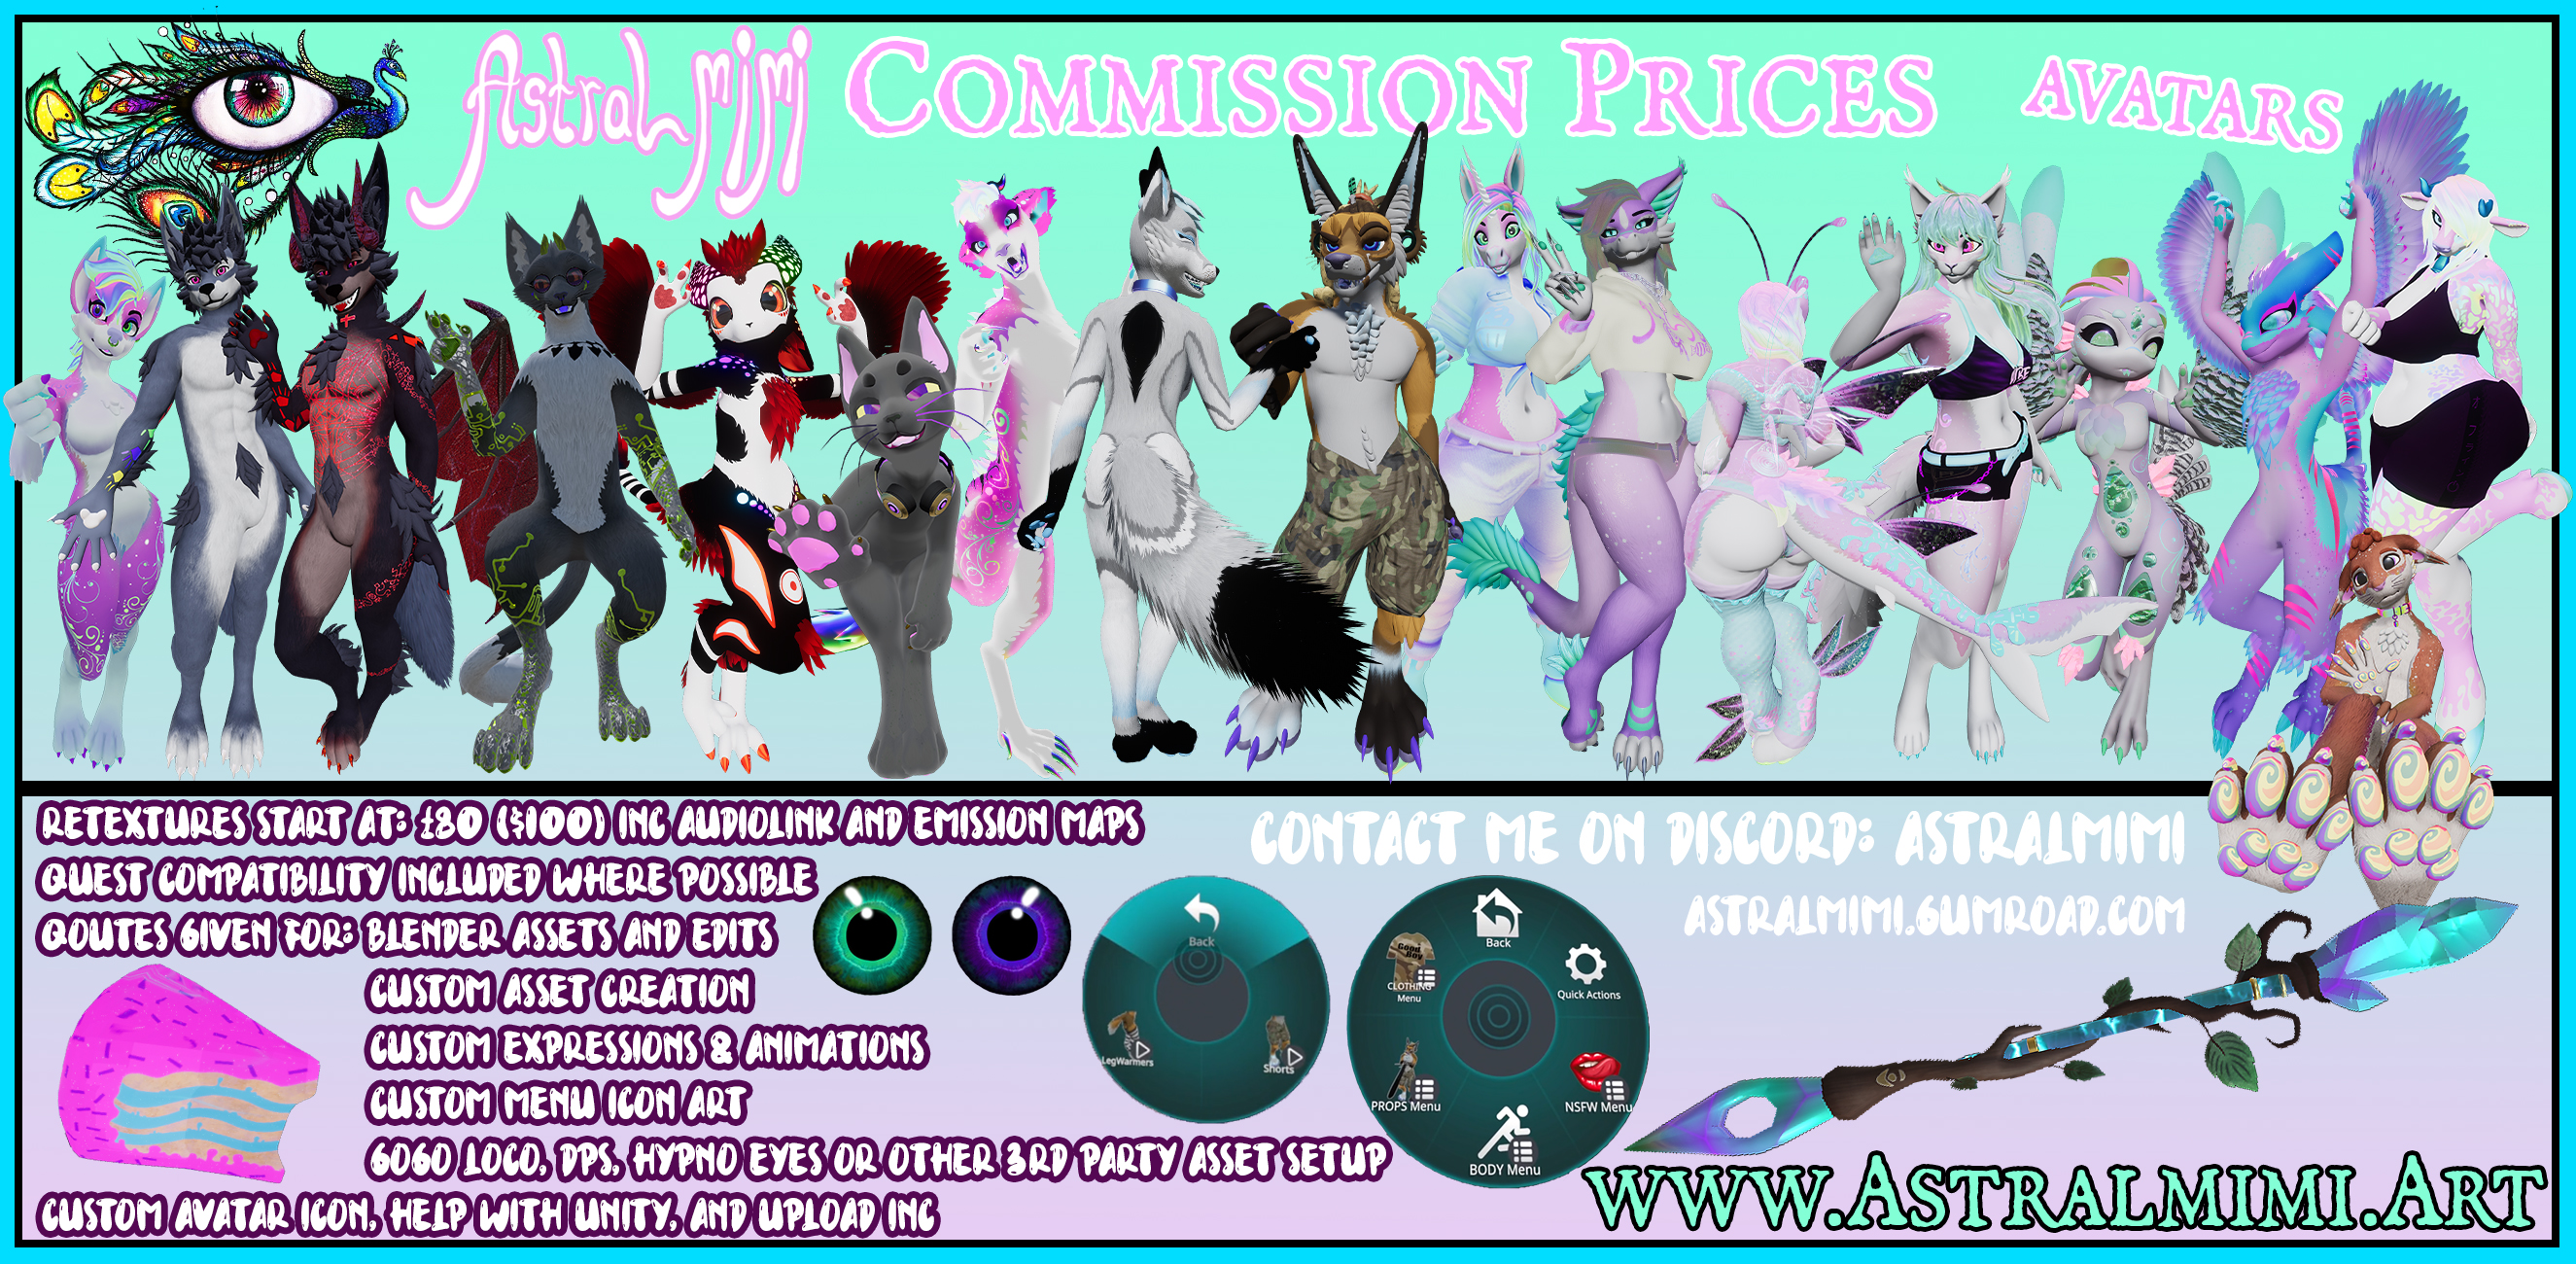 Astral Mimi Commission Prices AVATARS
RETEXTURES START AT: £80 ($100) INC AUDIOLINK AND EMISSION MAPS
QUEST COMPATIBILITY INCLUDED WHERE POSSIBLE
QOUTES GIVEN FOR: BLENDER ASSETS AND EDITS
CUSTOM ASSET CREATION
CUSTOM EXPRESSIONS & ANIMATIONS
CUSTOM MENU ICON ART
GOGO LOCO, DPS, HYPNO EYES OR OTHER 3RD PARTY ASSET SETUP
CUSTOM AVATAR ICON, HELP WITH UNITY, AND UPLOAD INC
CONTACT ME ON DISCORD: ASTRALMIMI
ASTRALMIMI.GUMROAD.COM
Back
LegWarmers
Shorts
Back
Good Boy
CLOTHING Menu
Quick Actions
PROPS Menu
NSFW Menu
BODY Menu
www.Astralmimi.Art